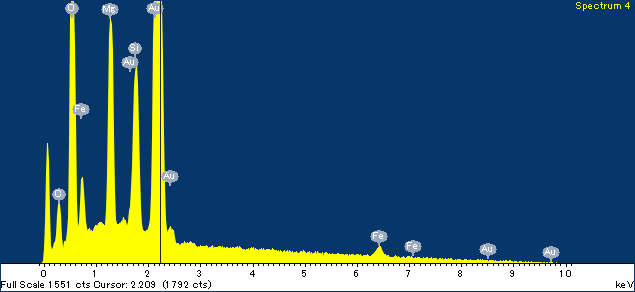 Spectrum 4
O Mg Au
Si
Au
Fe
Au
C
Fe Fe Au Au
0 1 2 3 4 5 6 7 8 9 10
Full Scale 1551 cts Cursor: 2.209 (1792 cts) keV